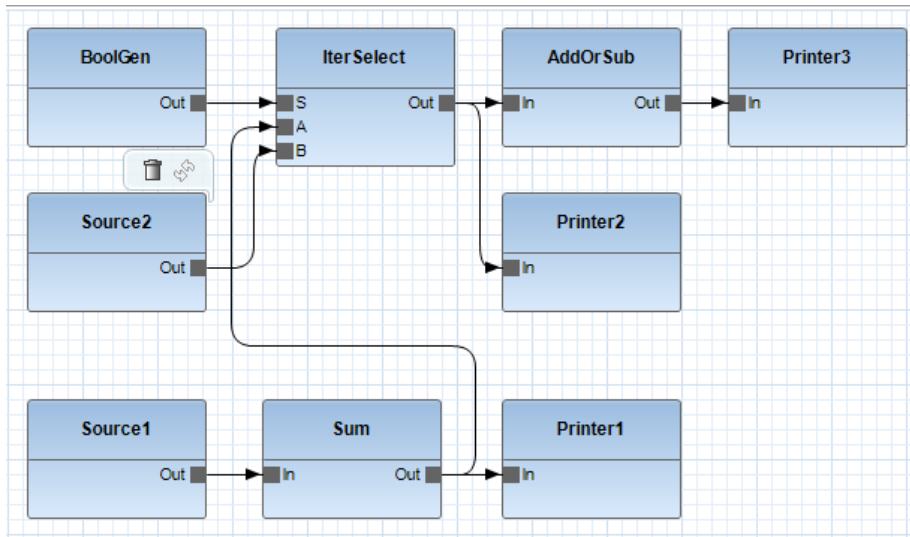 BoolGen
Out
IterSelect
S Out
A
B
AddOrSub
In Out
Printer3
In
Source2
Out
Printer2
In
Source1
Out
Sum
In Out
Printer1
In